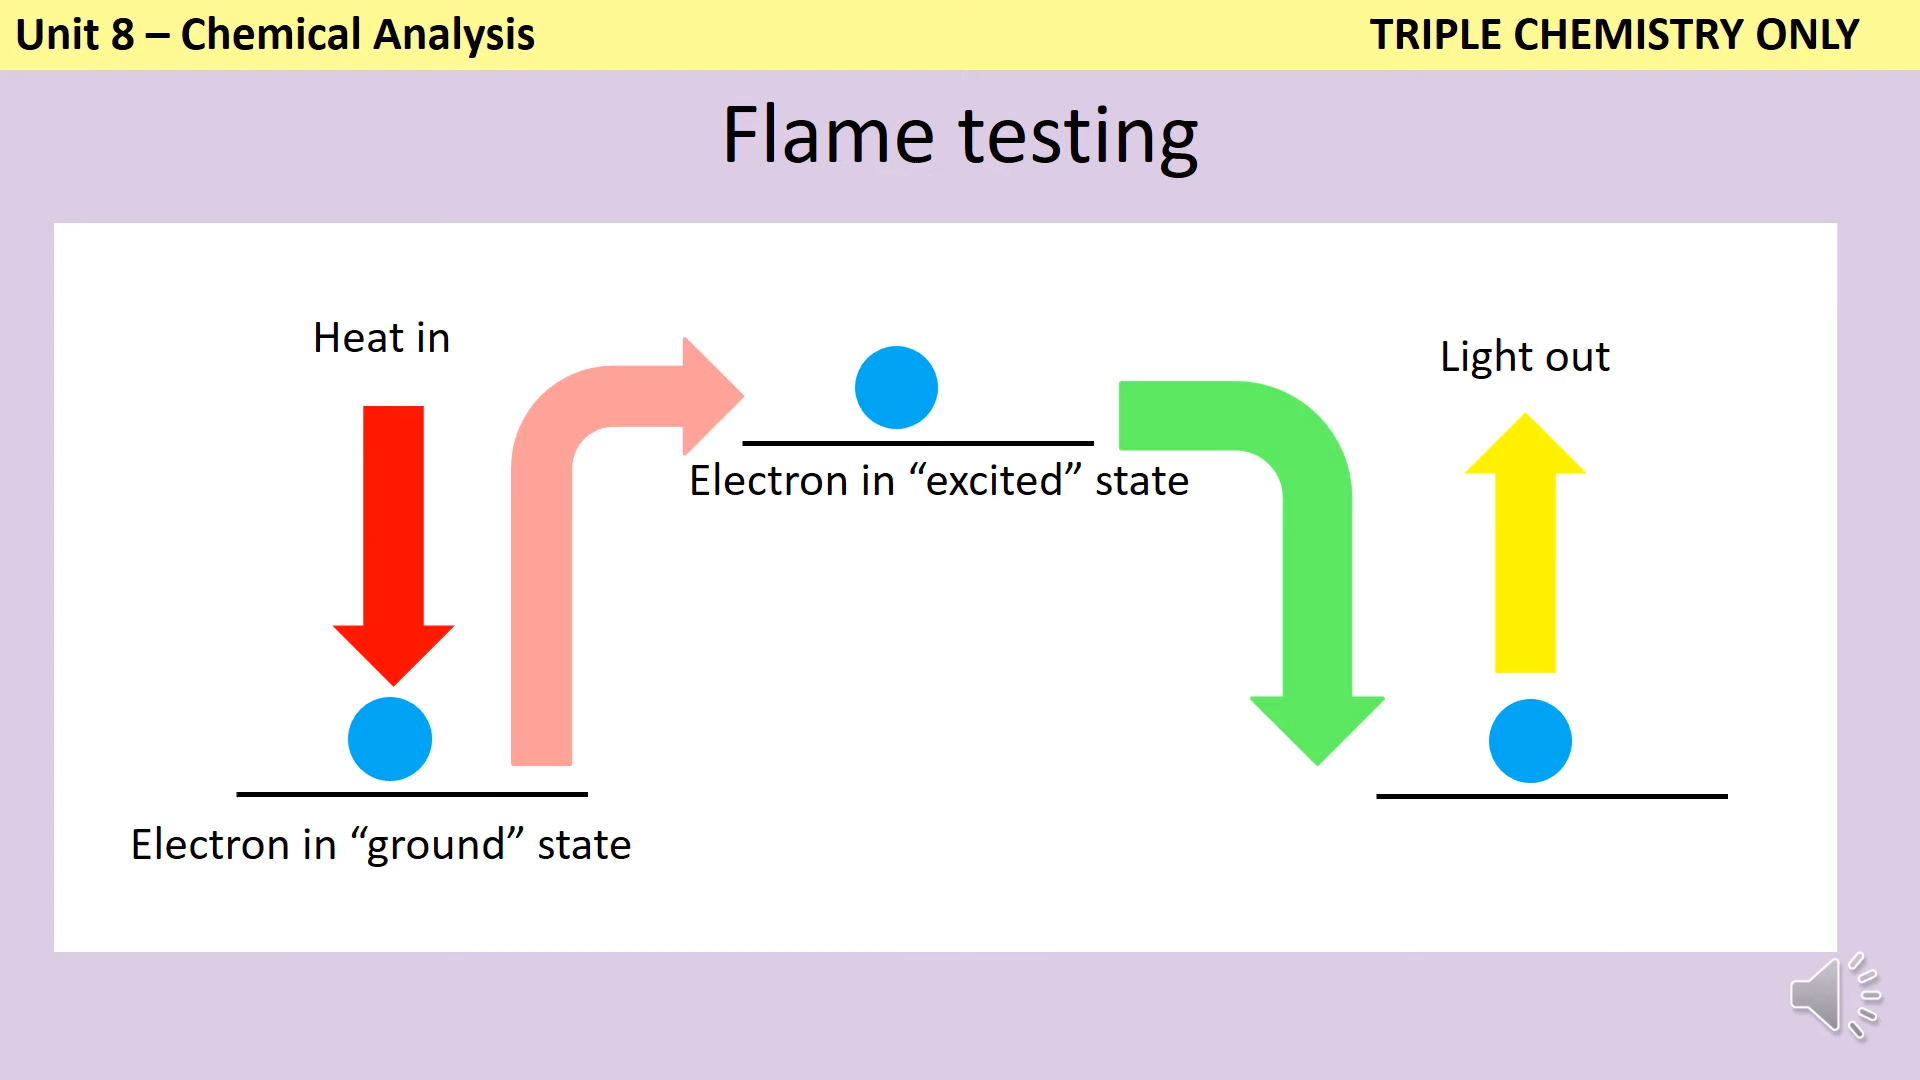 Unit 8 – Chemical Analysis
TRIPLE CHEMISTRY ONLY
Flame testing
Heat in
Light out
Electron in “excited” state
Electron in “ground” state